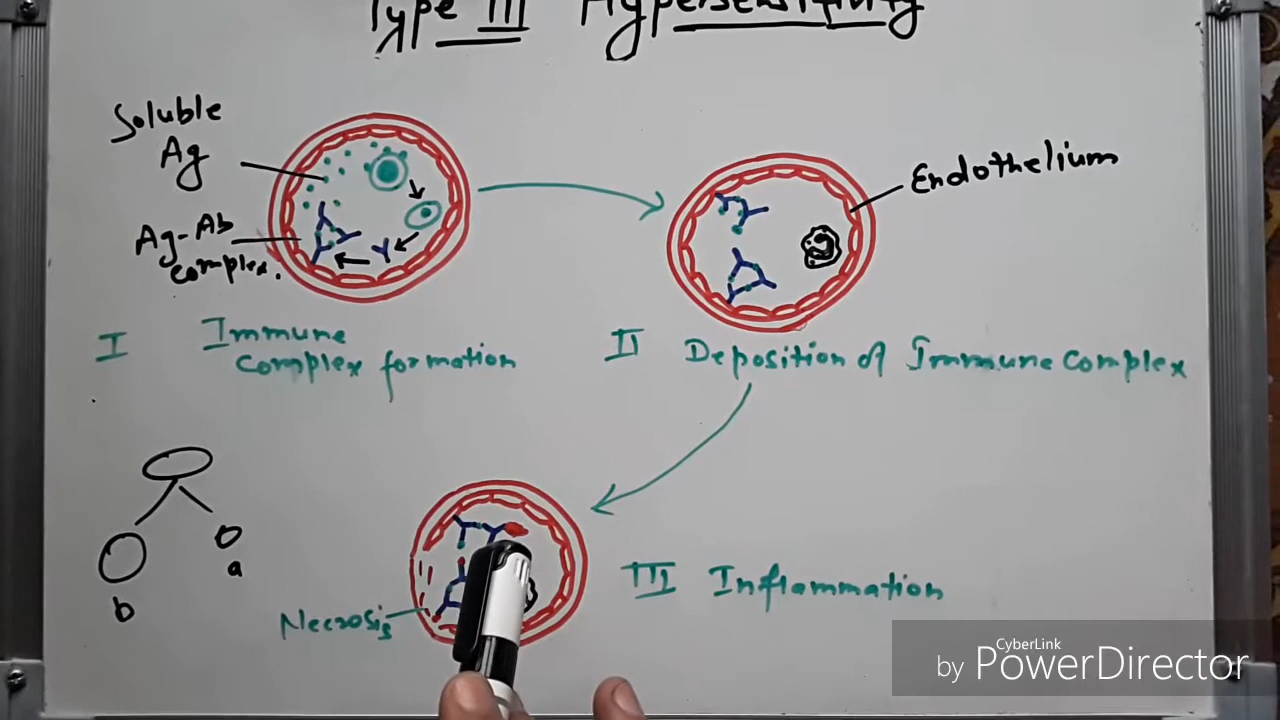 Type III Hypersensitivity
Soluble
Ag
Ag-Ab
complex.
Endothelium
I Immune
complex formation
II Deposition of Immune complex
b
a
Necrosis
III Inflammation
CyberLink
by PowerDirector